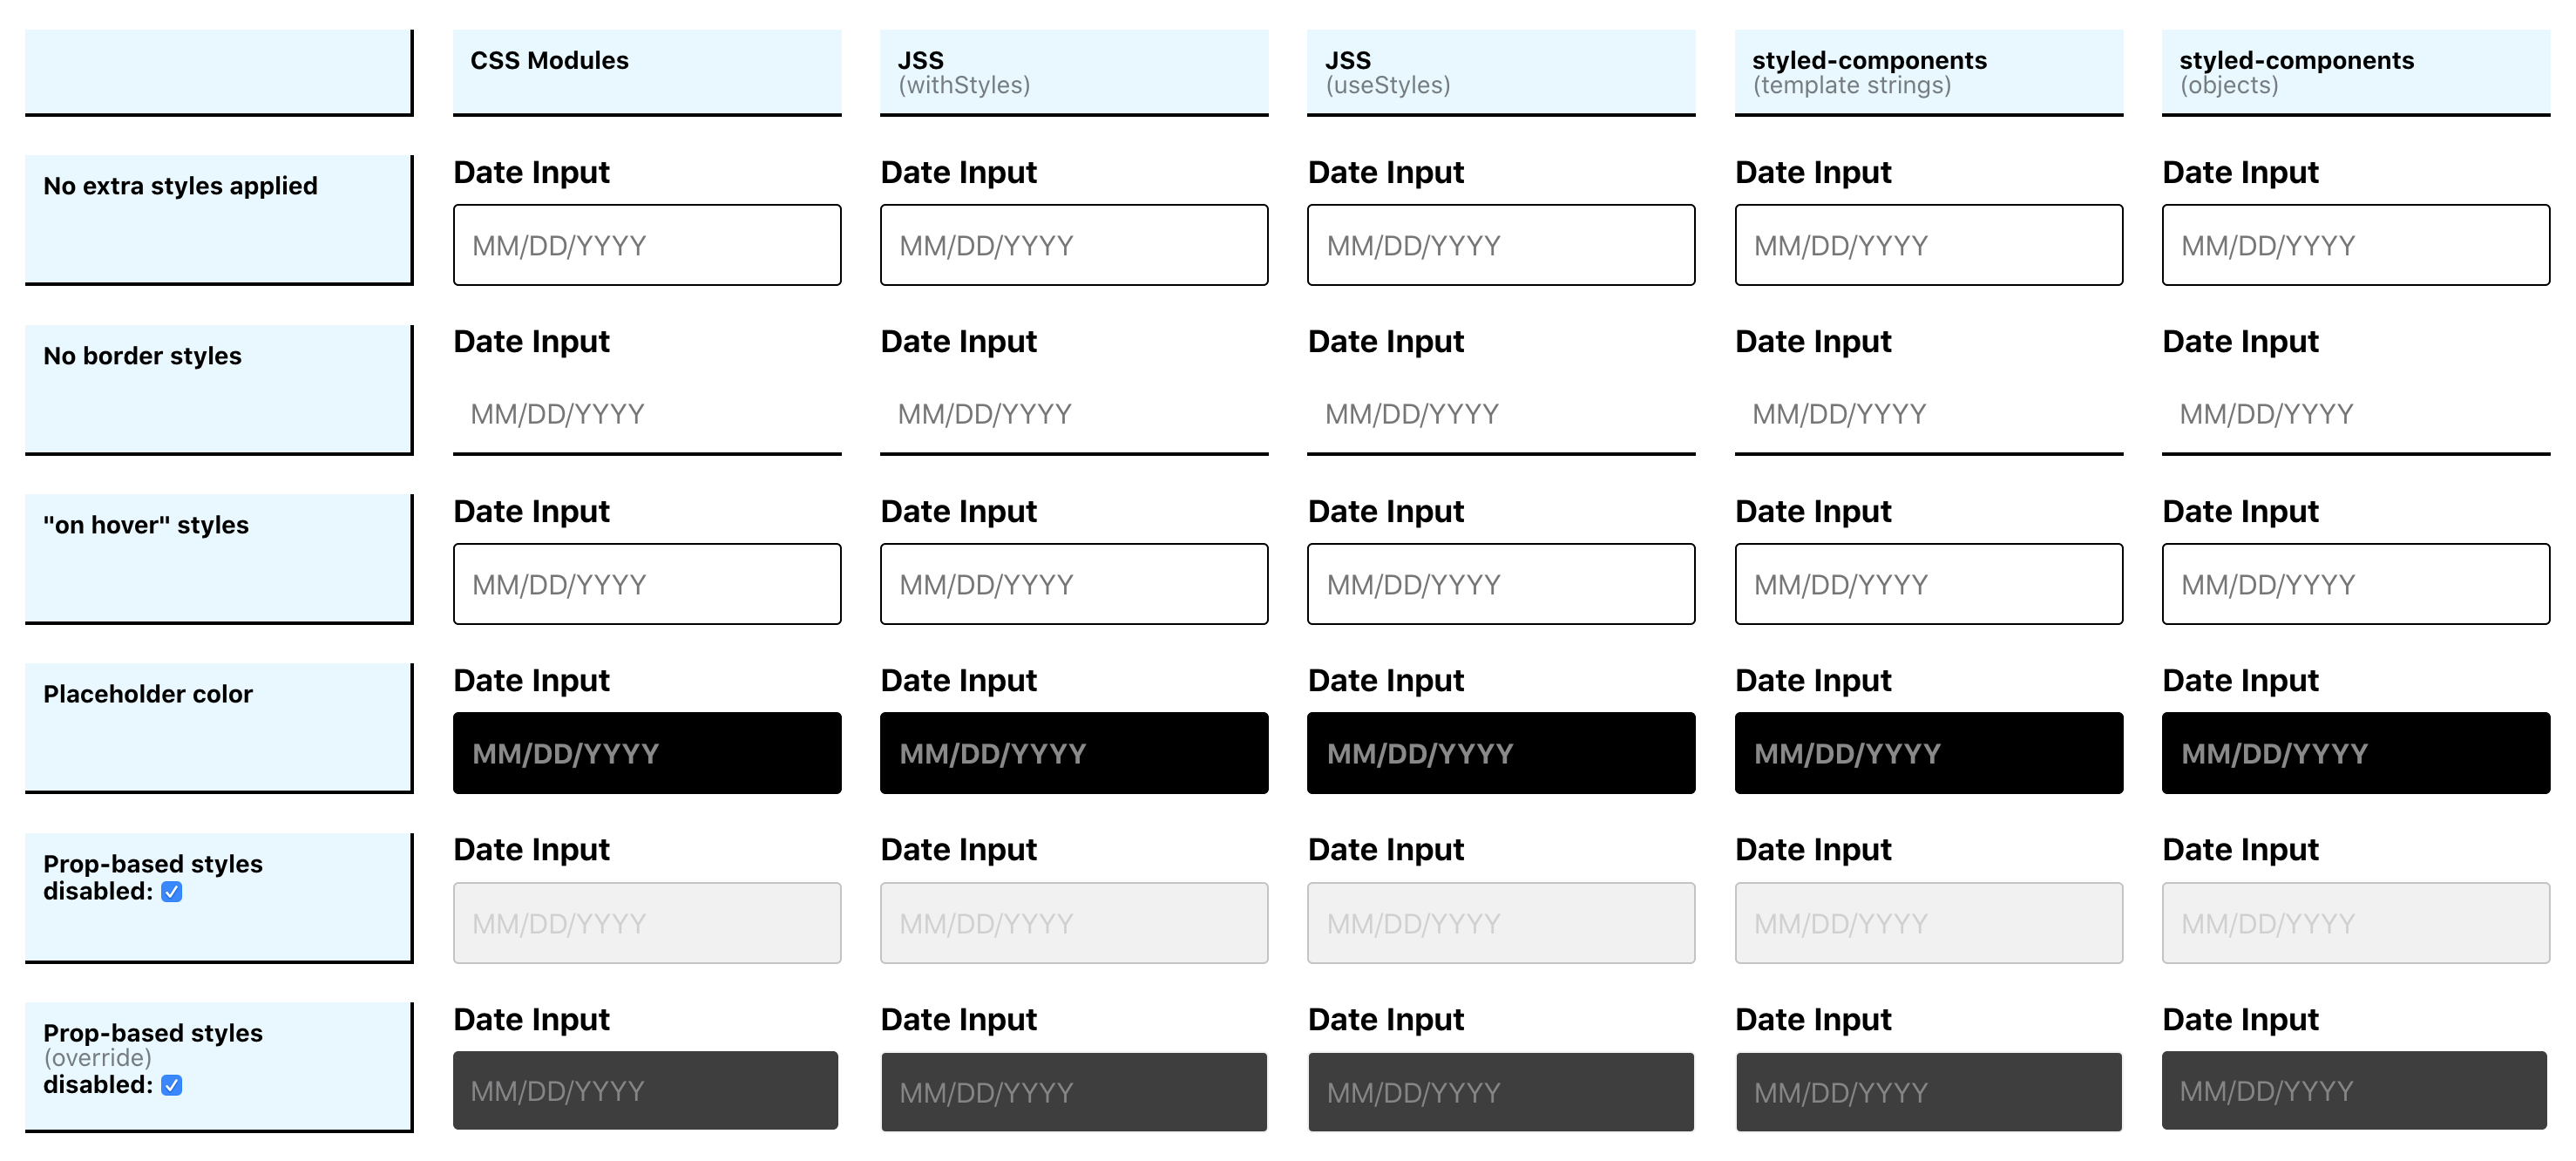 CSS Modules
JSS
(withStyles)
JSS
(useStyles)
styled-components
(template strings)
styled-components
(objects)
No extra styles applied
Date Input
MM/DD/YYYY
Date Input
MM/DD/YYYY
Date Input
MM/DD/YYYY
Date Input
MM/DD/YYYY
Date Input
MM/DD/YYYY
No border styles
Date Input
MM/DD/YYYY
Date Input
MM/DD/YYYY
Date Input
MM/DD/YYYY
Date Input
MM/DD/YYYY
Date Input
MM/DD/YYYY
"on hover" styles
Date Input
MM/DD/YYYY
Date Input
MM/DD/YYYY
Date Input
MM/DD/YYYY
Date Input
MM/DD/YYYY
Date Input
MM/DD/YYYY
Placeholder color
Date Input
MM/DD/YYYY
Date Input
MM/DD/YYYY
Date Input
MM/DD/YYYY
Date Input
MM/DD/YYYY
Date Input
MM/DD/YYYY
Prop-based styles
disabled:
Date Input
MM/DD/YYYY
Date Input
MM/DD/YYYY
Date Input
MM/DD/YYYY
Date Input
MM/DD/YYYY
Date Input
MM/DD/YYYY
Prop-based styles
(override)
disabled:
Date Input
MM/DD/YYYY
Date Input
MM/DD/YYYY
Date Input
MM/DD/YYYY
Date Input
MM/DD/YYYY
Date Input
MM/DD/YYYY